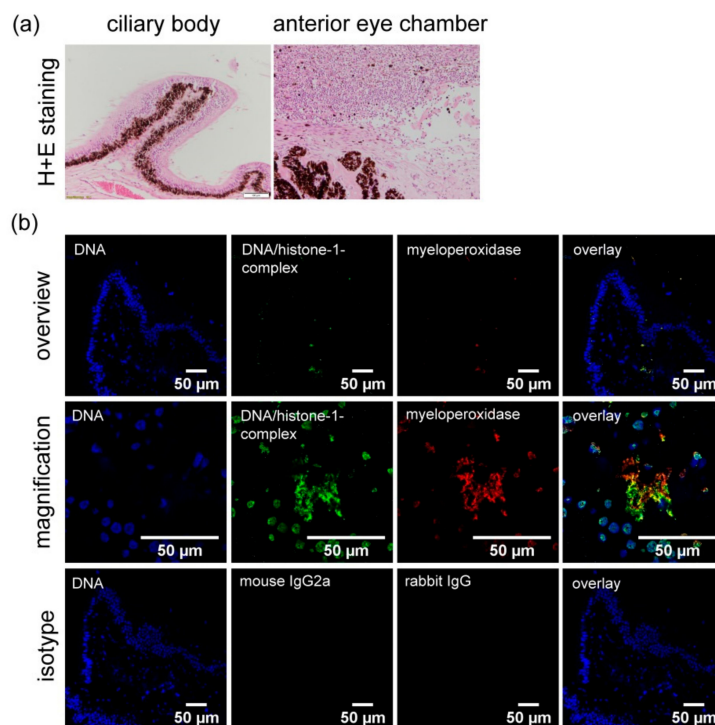 (a)
ciliary body
anterior eye chamber
H+E staining
(b)
overview
DNA
DNA/histone-1-
complex
myeloperoxidase
overlay
50 µm
50 µm
50 µm
50 µm
magnification
DNA
DNA/histone-1-
complex
myeloperoxidase
overlay
50 µm
50 µm
50 µm
50 µm
isotype
DNA
mouse IgG2a
rabbit IgG
overlay
50 µm
50 µm
50 µm
50 µm